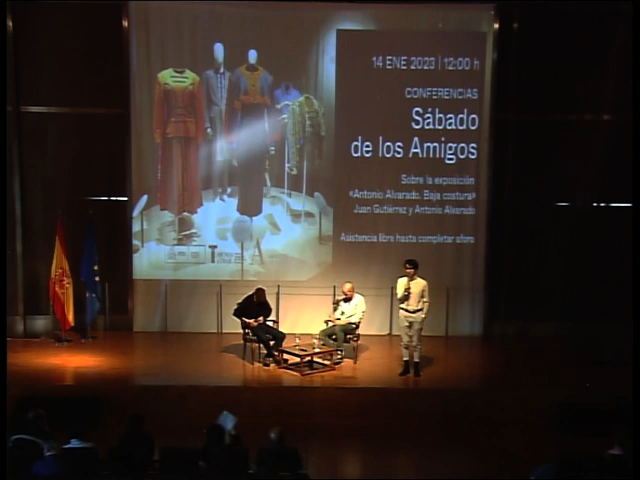 14 ENE 2023 | 12:00 h
CONFERENCIAS
Sábado
de los Amigos
Sobre la exposición
«Antonio Alvarado. Baja costura»
Juan Gutiérrez y Antonio Alvarado
Asistencia libre hasta completar aforo